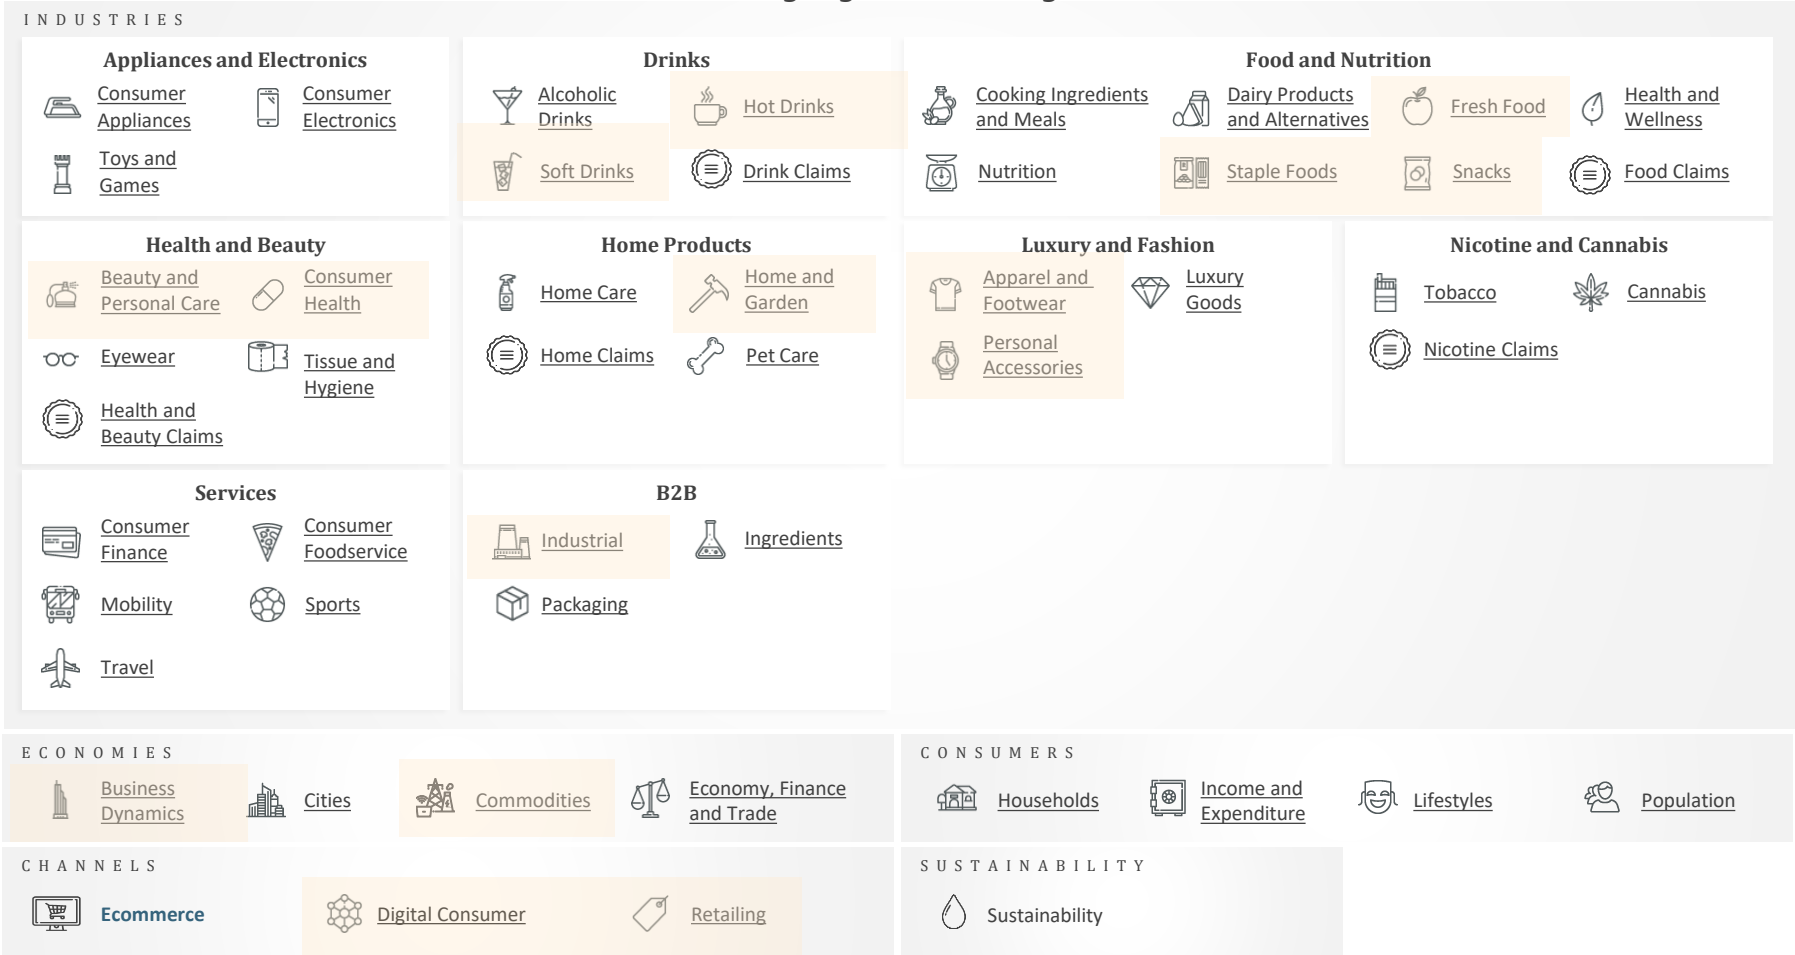 INDUSTRIES
Appliances and Electronics
Consumer
Appliances
Consumer
Electronics
Toys and
Games
Drinks
Alcoholic
Drinks
Hot Drinks
Soft Drinks
Drink Claims
Food and Nutrition
Cooking Ingredients
and Meals
Dairy Products
and Alternatives
Fresh Food
Health and
Wellness
Nutrition
Staple Foods
Snacks
Food Claims
Health and Beauty
Beauty and
Personal Care
Consumer
Health
Eyewear
Tissue and
Hygiene
Health and
Beauty Claims
Home Products
Home Care
Home and
Garden
Home Claims
Pet Care
Luxury and Fashion
Apparel and
Footwear
Luxury
Goods
Personal
Accessories
Nicotine and Cannabis
Tobacco
Cannabis
Nicotine Claims
Services
Consumer
Finance
Consumer
Foodservice
Mobility
Sports
Travel
B2B
Industrial
Ingredients
Packaging
ECONOMIES
Business
Dynamics
Cities
Commodities
Economy, Finance
and Trade
CONSUMERS
Households
Income and
Expenditure
Lifestyles
Population
CHANNELS
Ecommerce
Digital Consumer
Retailing
SUSTAINABILITY
Sustainability